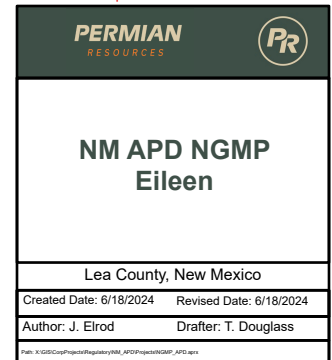 PERMIAN
RESOURCES
PR
NM APD NGMP
Eileen
Lea County, New Mexico
Created Date: 6/18/2024 Revised Date: 6/18/2024
Author: J. Elrod Drafter: T. Douglass
Path: X:\GIS\CorpProjects\Regulatory\NM_APD\Projects\NGMP_APD.aprx